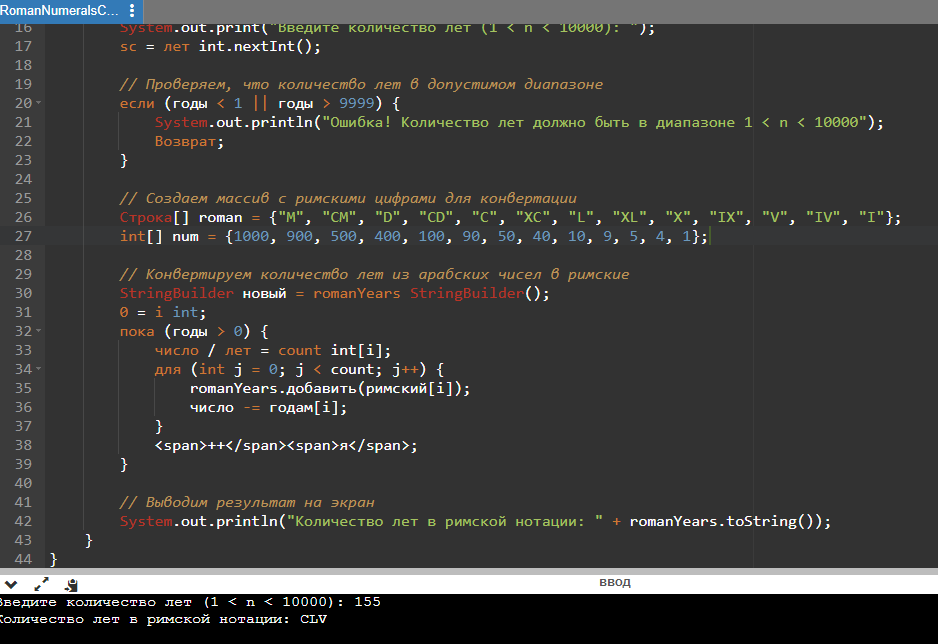 RomanNumeralsC...
16 System.out.print("Введите количество лет (1 < n < 10000): ");
17 sc = лет int.nextInt();
18
19 // Проверяем, что количество лет в допустимом диапазоне
20 если (годы < 1 || годы > 9999) {
21 System.out.println("Ошибка! Количество лет должно быть в диапазоне 1 < n < 10000");
22 Возврат;
23 }
24
25 // Создаем массив с римскими цифрами для конвертации
26 Строка[] roman = {"M", "CM", "D", "CD", "C", "XC", "L", "XL", "X", "IX", "V", "IV", "I"};
27 int[] num = {1000, 900, 500, 400, 100, 90, 50, 40, 10, 9, 5, 4, 1};
28
29 // Конвертируем количество лет из арабских чисел в римские
30 StringBuilder новый = romanYears StringBuilder();
31 0 = i int;
32 пока (годы > 0) {
33 число / лет = count int[i];
34 для (int j = 0; j < count; j++) {
35 romanYears.добавить(римский[i]);
36 число -= годам[i];
37 }
38 <span>++</span><span>я</span>;
39 }
40
41 // Выводим результат на экран
42 System.out.println("Количество лет в римской нотации: " + romanYears.toString());
43 }
44 }
ввод
Введите количество лет (1 < n < 10000): 155
Количество лет в римской нотации: CLV